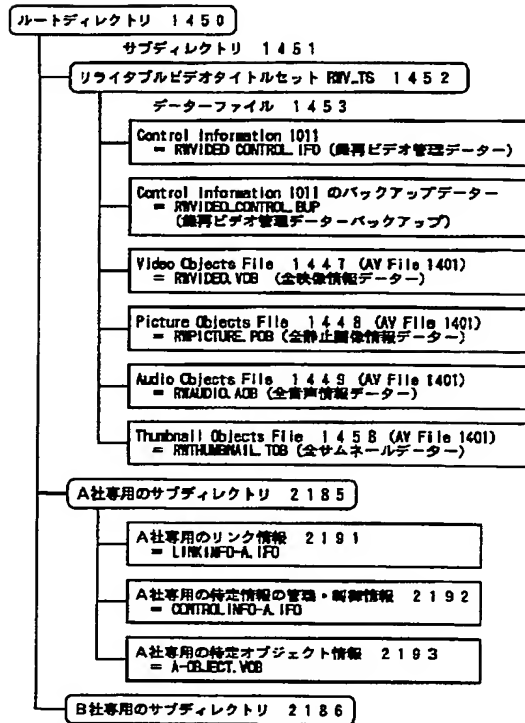 ルートディレクトリ 1450
サブディレクトリ 1451
リライタブルビデオタイトルセット RWV_TS 1452
データーファイル 1453
Control Information 1011
= RWVIDEO CONTROL.IFO (録再ビデオ管理データー)
Control Information 1011 のバックアップデーター
= RWVIDEO_CONTROL.BUP
(録再ビデオ管理データーバックアップ)
Video Objects File 1447 (AV File 1401)
= RWVIDEO.VOB (全映像情報データー)
Picture Objects File 1448 (AV File 1401)
= RWPICTURE.POB (全静止画像情報データー)
Audio Objects File 1449 (AV File 1401)
= RWAUDIO.AOB (全音声情報データー)
Thumbnail Objects File 1458 (AV File 1401)
= RWTHUMBNAIL.TOB (全サムネールデーター)
A社専用のサブディレクトリ 2185
A社専用のリンク情報 2191
= LINKINFO-A.IFO
A社専用の特定情報の管理・制御情報 2192
= CONTROLINFO-A.IFO
A社専用の特定オブジェクト情報 2193
= A-OBJECT.VOB
B社専用のサブディレクトリ 2186